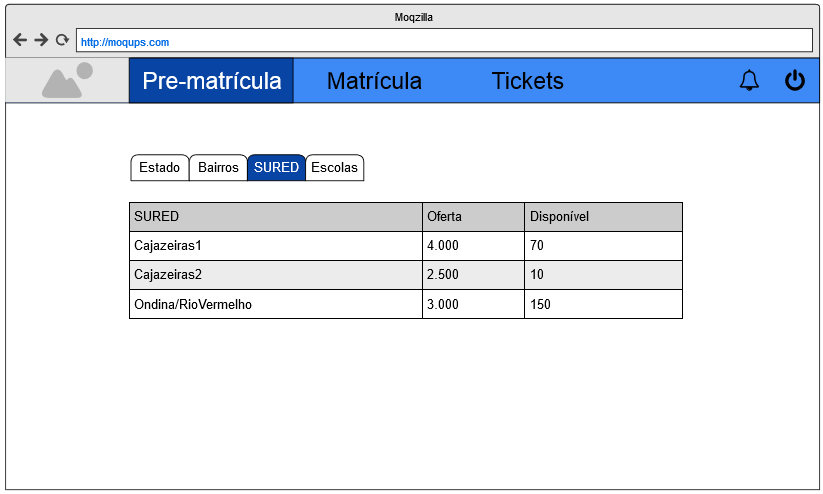 Moqzilla
http://moqups.com
Pre-matrícula Matrícula Tickets
Estado Bairros SURED Escolas
SURED Oferta Disponível
Cajazeiras1 4.000 70
Cajazeiras2 2.500 10
Ondina/RioVermelho 3.000 150